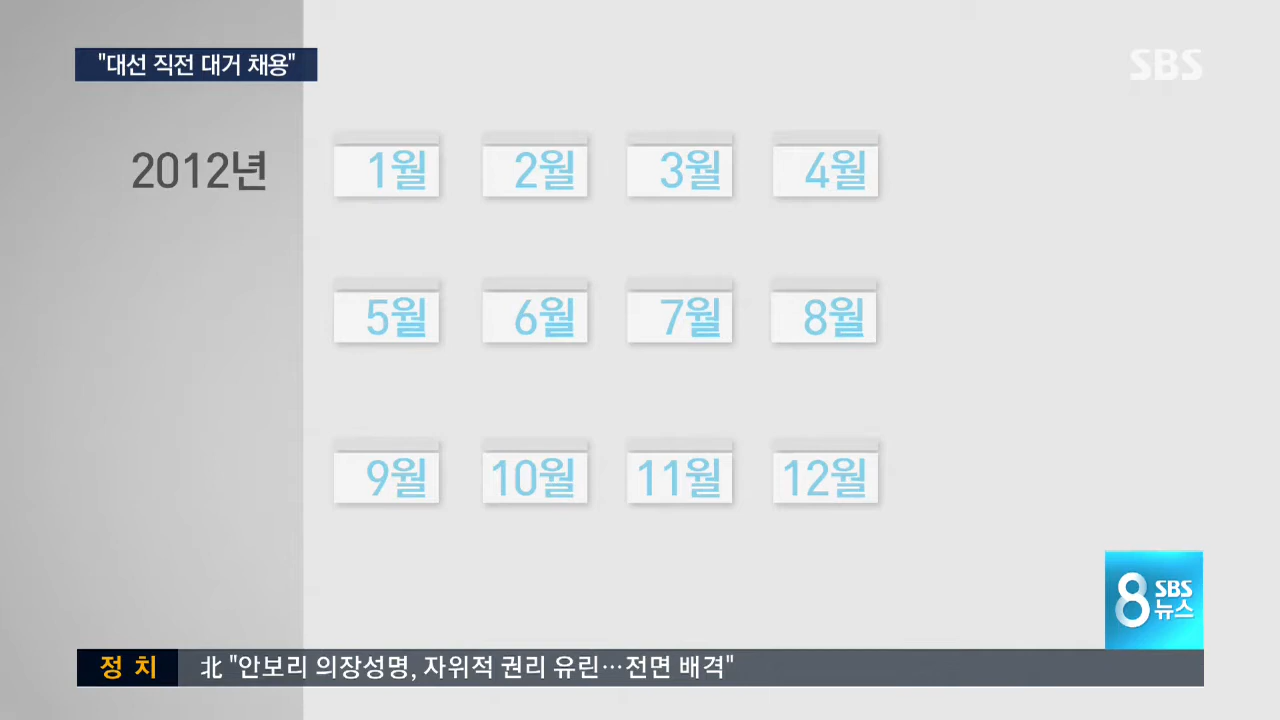 "대선 직전 대거 채용"
SBS
2012년
1월 2월 3월 4월
5월 6월 7월 8월
9월 10월 11월 12월
8 SBS
뉴스
정 치 北 "안보리 의장성명, 자위적 권리 유린…전면 배격"